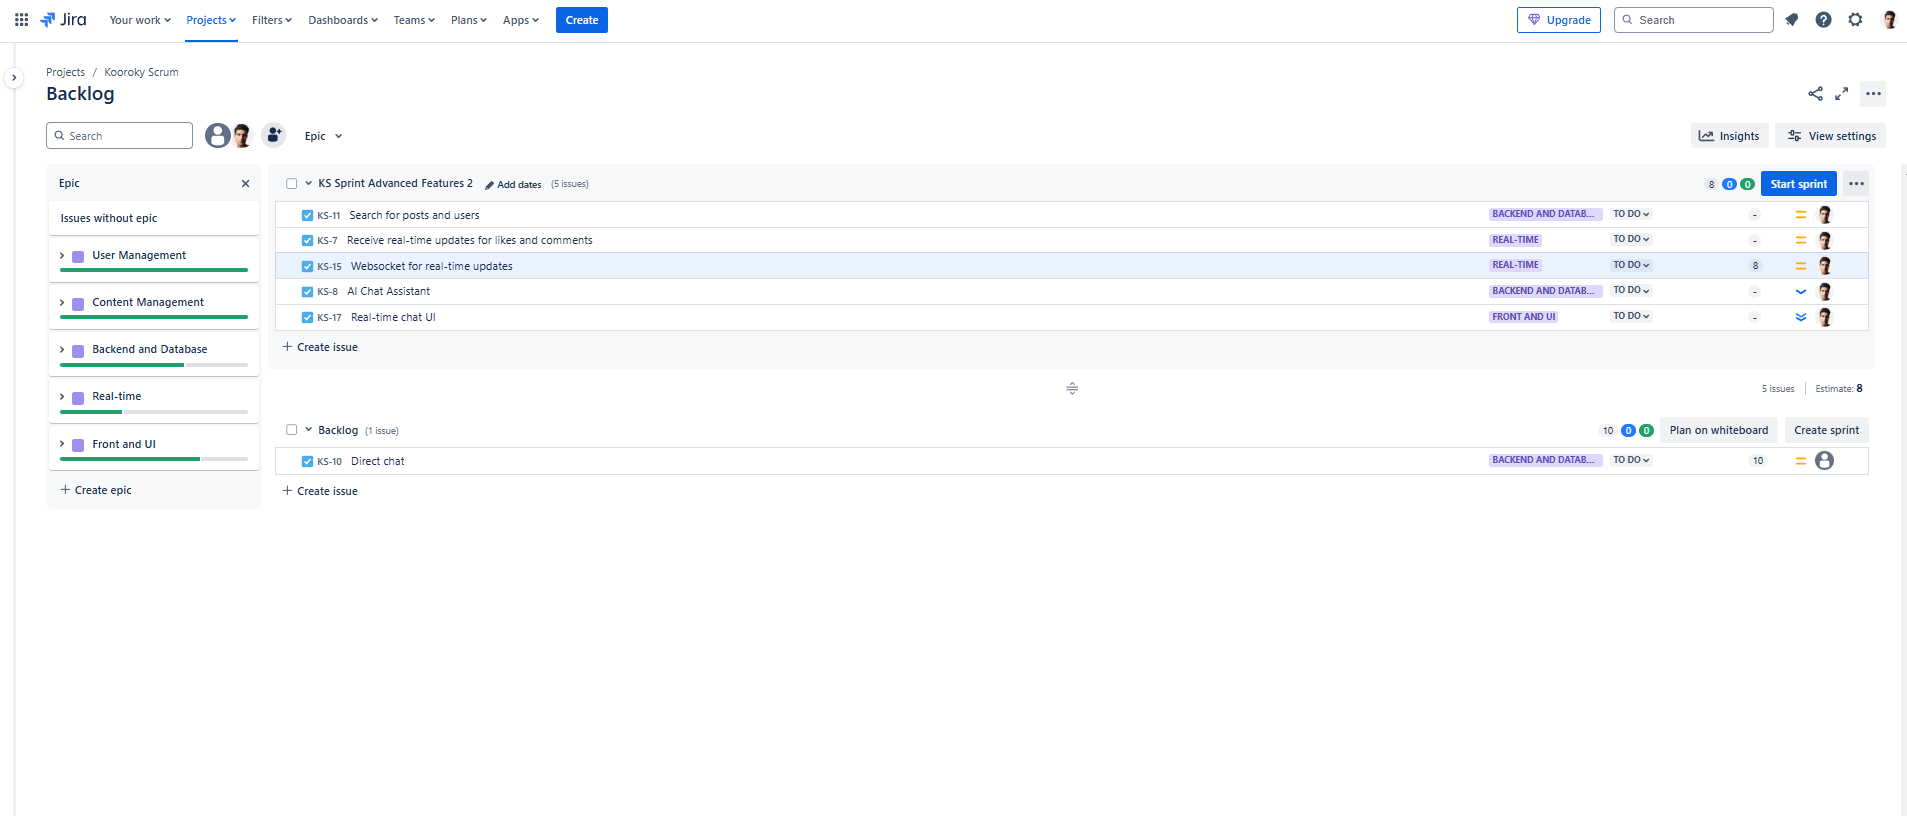 Jira Your work Projects Filters Dashboards Teams Plans Apps Create Upgrade Search
Projects / Kooroky Scrum
Backlog
Search Epic Insights View settings
Epic
Issues without epic
User Management
Content Management
Backend and Database
Real-time
Front and UI
Create epic
KS Sprint Advanced Features 2 Add dates (5 issues) 8 0 0 Start sprint
KS-11 Search for posts and users BACKEND AND DATAB... TO DO -
KS-7 Receive real-time updates for likes and comments REAL-TIME TO DO -
KS-15 Websocket for real-time updates REAL-TIME TO DO 8
KS-8 AI Chat Assistant BACKEND AND DATAB... TO DO -
KS-17 Real-time chat UI FRONT AND UI TO DO -
Create issue
5 issues Estimate: 8
Backlog (1 issue) 10 0 0 Plan on whiteboard Create sprint
KS-10 Direct chat BACKEND AND DATAB... TO DO 10
Create issue